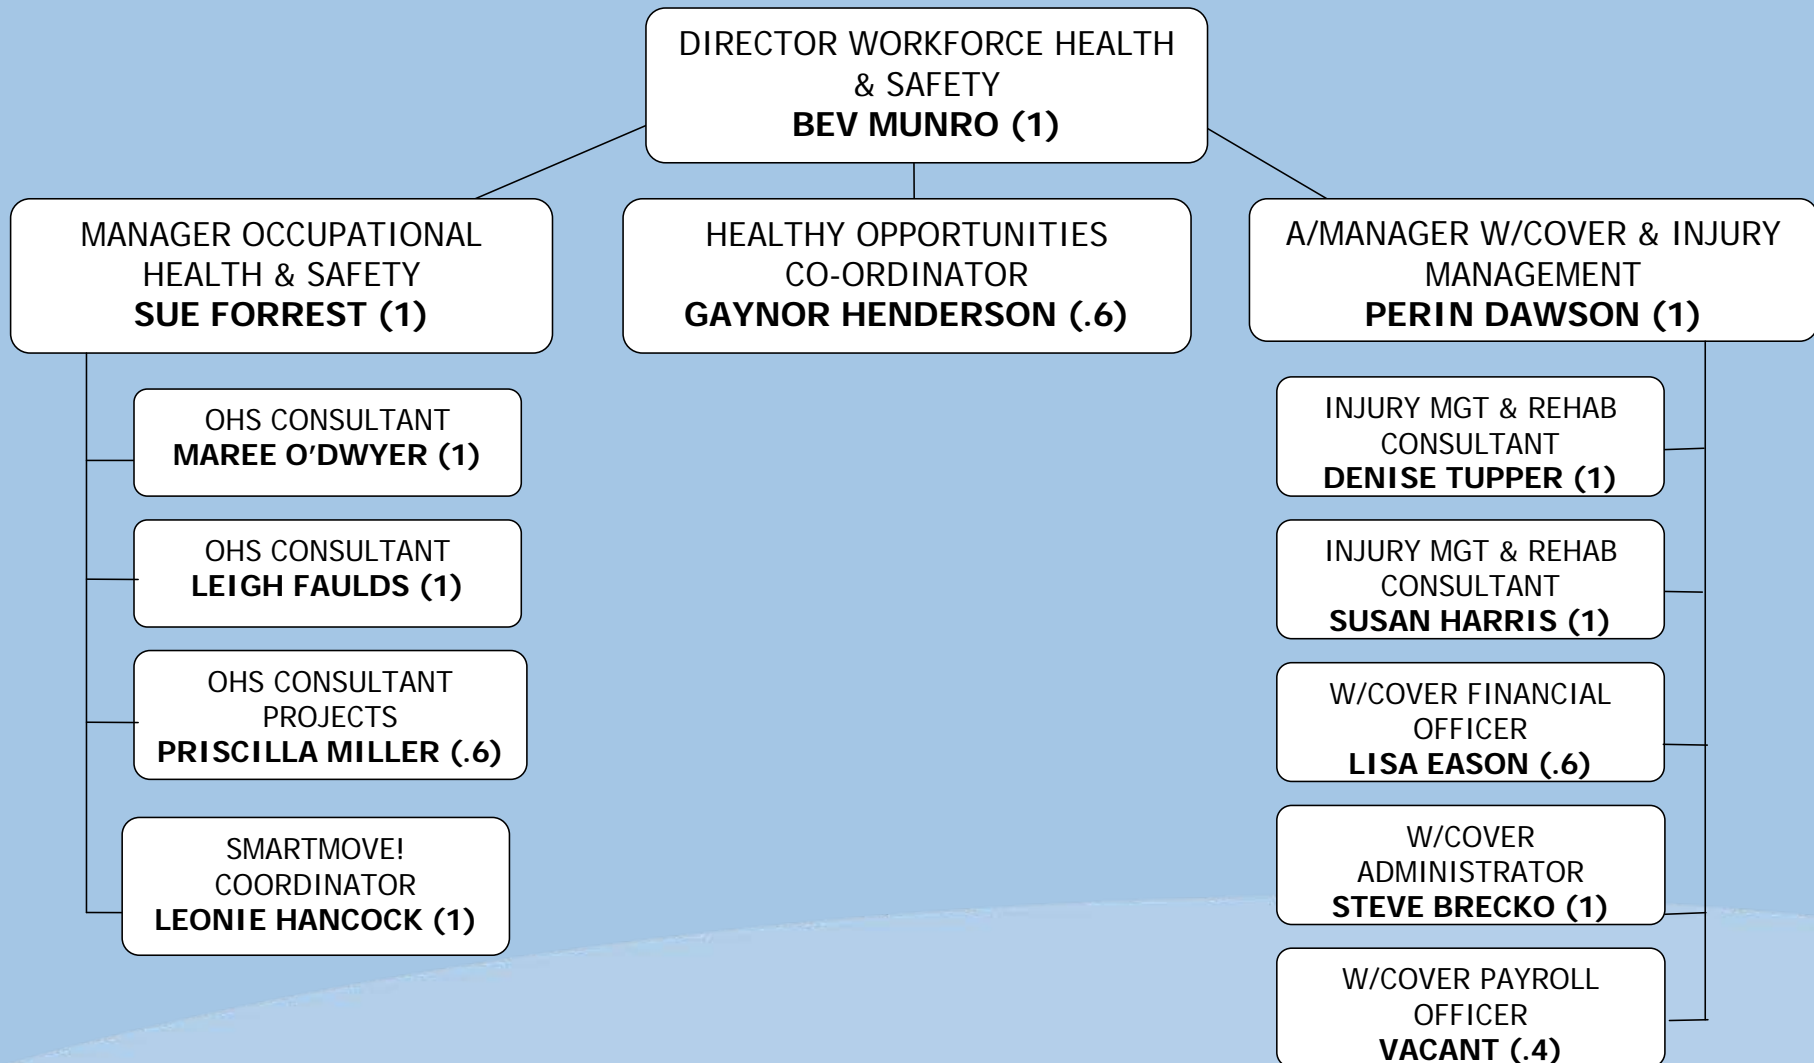 DIRECTOR WORKFORCE HEALTH
& SAFETY
BEV MUNRO (1)
MANAGER OCCUPATIONAL
HEALTH & SAFETY
SUE FORREST (1)
HEALTHY OPPORTUNITIES
CO-ORDINATOR
GAYNOR HENDERSON (.6)
A/MANAGER W/COVER & INJURY
MANAGEMENT
PERIN DAWSON (1)
OHS CONSULTANT
MAREE O'DWYER (1)
OHS CONSULTANT
LEIGH FAULDS (1)
OHS CONSULTANT
PROJECTS
PRISCILLA MILLER (.6)
SMARTMOVE!
COORDINATOR
LEONIE HANCOCK (1)
INJURY MGT & REHAB
CONSULTANT
DENISE TUPPER (1)
INJURY MGT & REHAB
CONSULTANT
SUSAN HARRIS (1)
W/COVER FINANCIAL
OFFICER
LISA EASON (.6)
W/COVER
ADMINISTRATOR
STEVE BRECKO (1)
W/COVER PAYROLL
OFFICER
VACANT (.4)